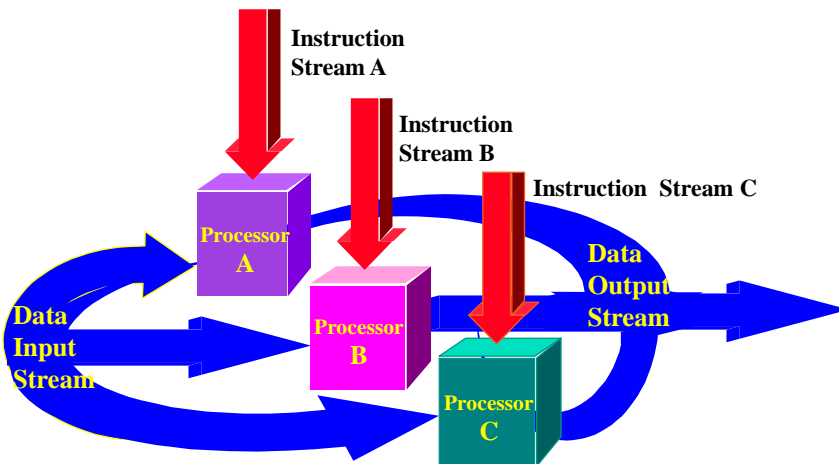 Instruction
Stream A
Instruction
Stream B
Instruction Stream C
Processor
A
Data
Output
Stream
Data
Input
Stream
Processor
B
Processor
C